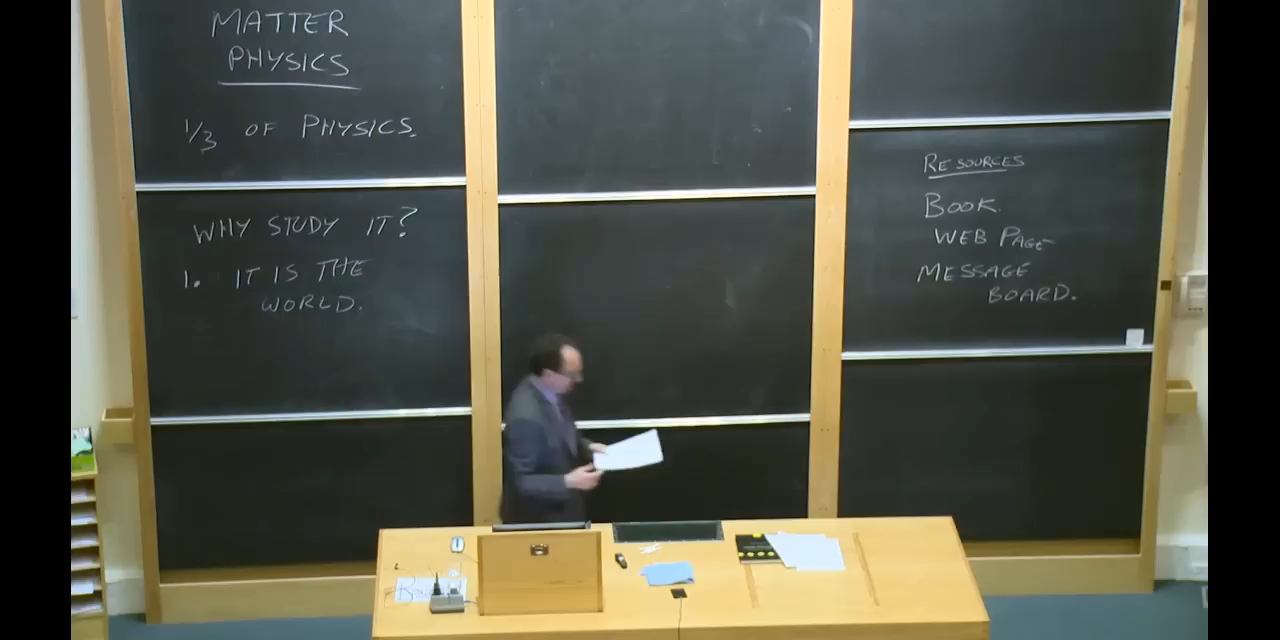 MATTER
PHYSICS
1/3 OF PHYSICS.
WHY STUDY IT?
1. IT IS THE
WORLD.
RESOURCES
BOOK
WEB PAGE
MESSAGE
BOARD.